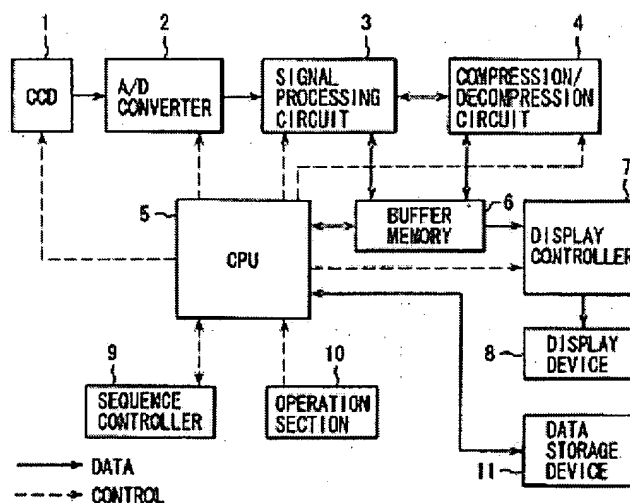 1
2
3
4
CCD
A/D
CONVERTER
SIGNAL
PROCESSING
CIRCUIT
COMPRESSION/
DECOMPRESSION
CIRCUIT
5
CPU
6
BUFFER
MEMORY
7
DISPLAY
CONTROLLER
8
DISPLAY
DEVICE
9
SEQUENCE
CONTROLLER
10
OPERATION
SECTION
DATA
STORAGE
DEVICE
11
DATA
CONTROL